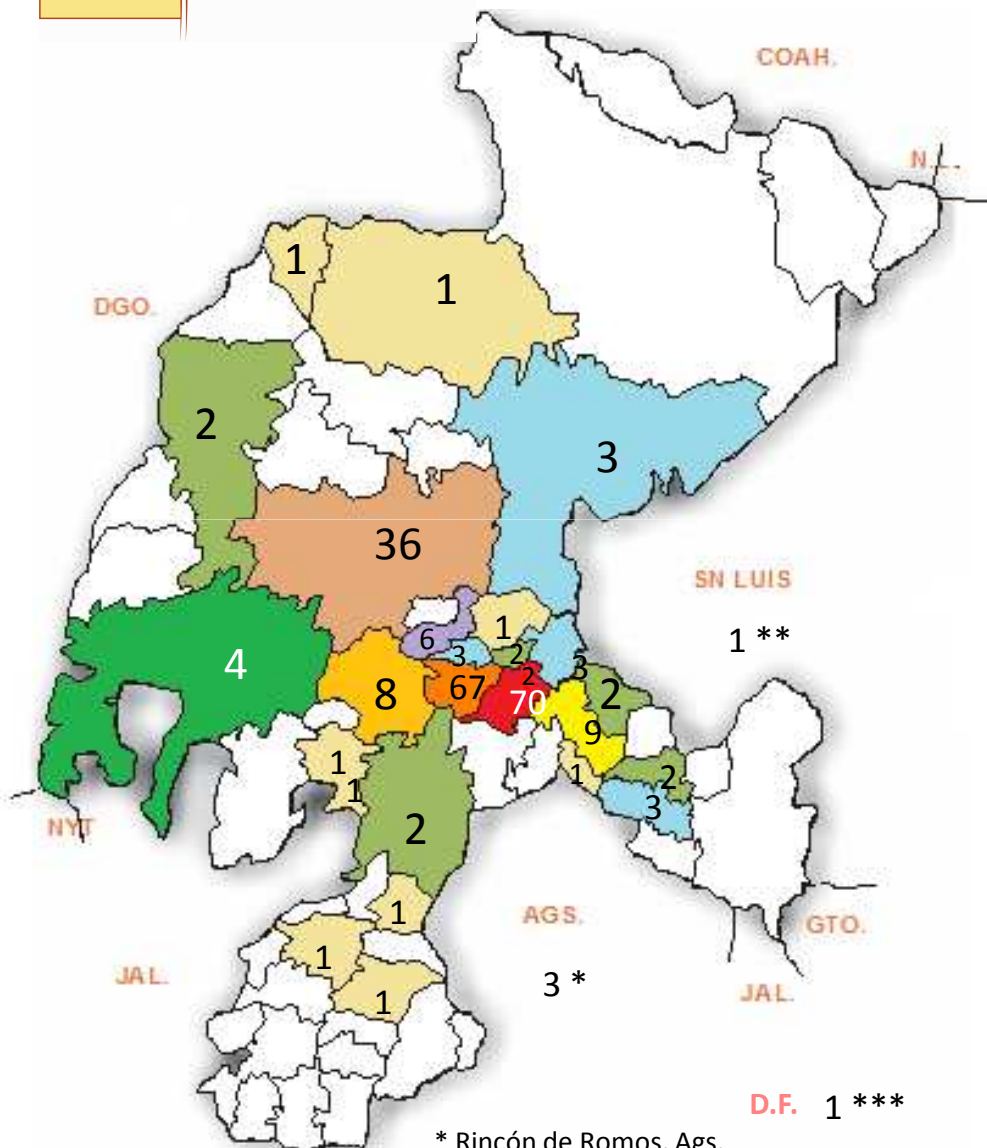 COAH.
N.L.
1
1
DGO.
2
3
36
SN LUIS
1
6
1 **
2
3
3
4
2
67
2
8
70
9
1
2
1
3
1
NYT
2
1
AGS.
GTO.
1
JAL.
3 *
JAL.
1
D.F. 1 ***
* Rincón de Romos, Ags.